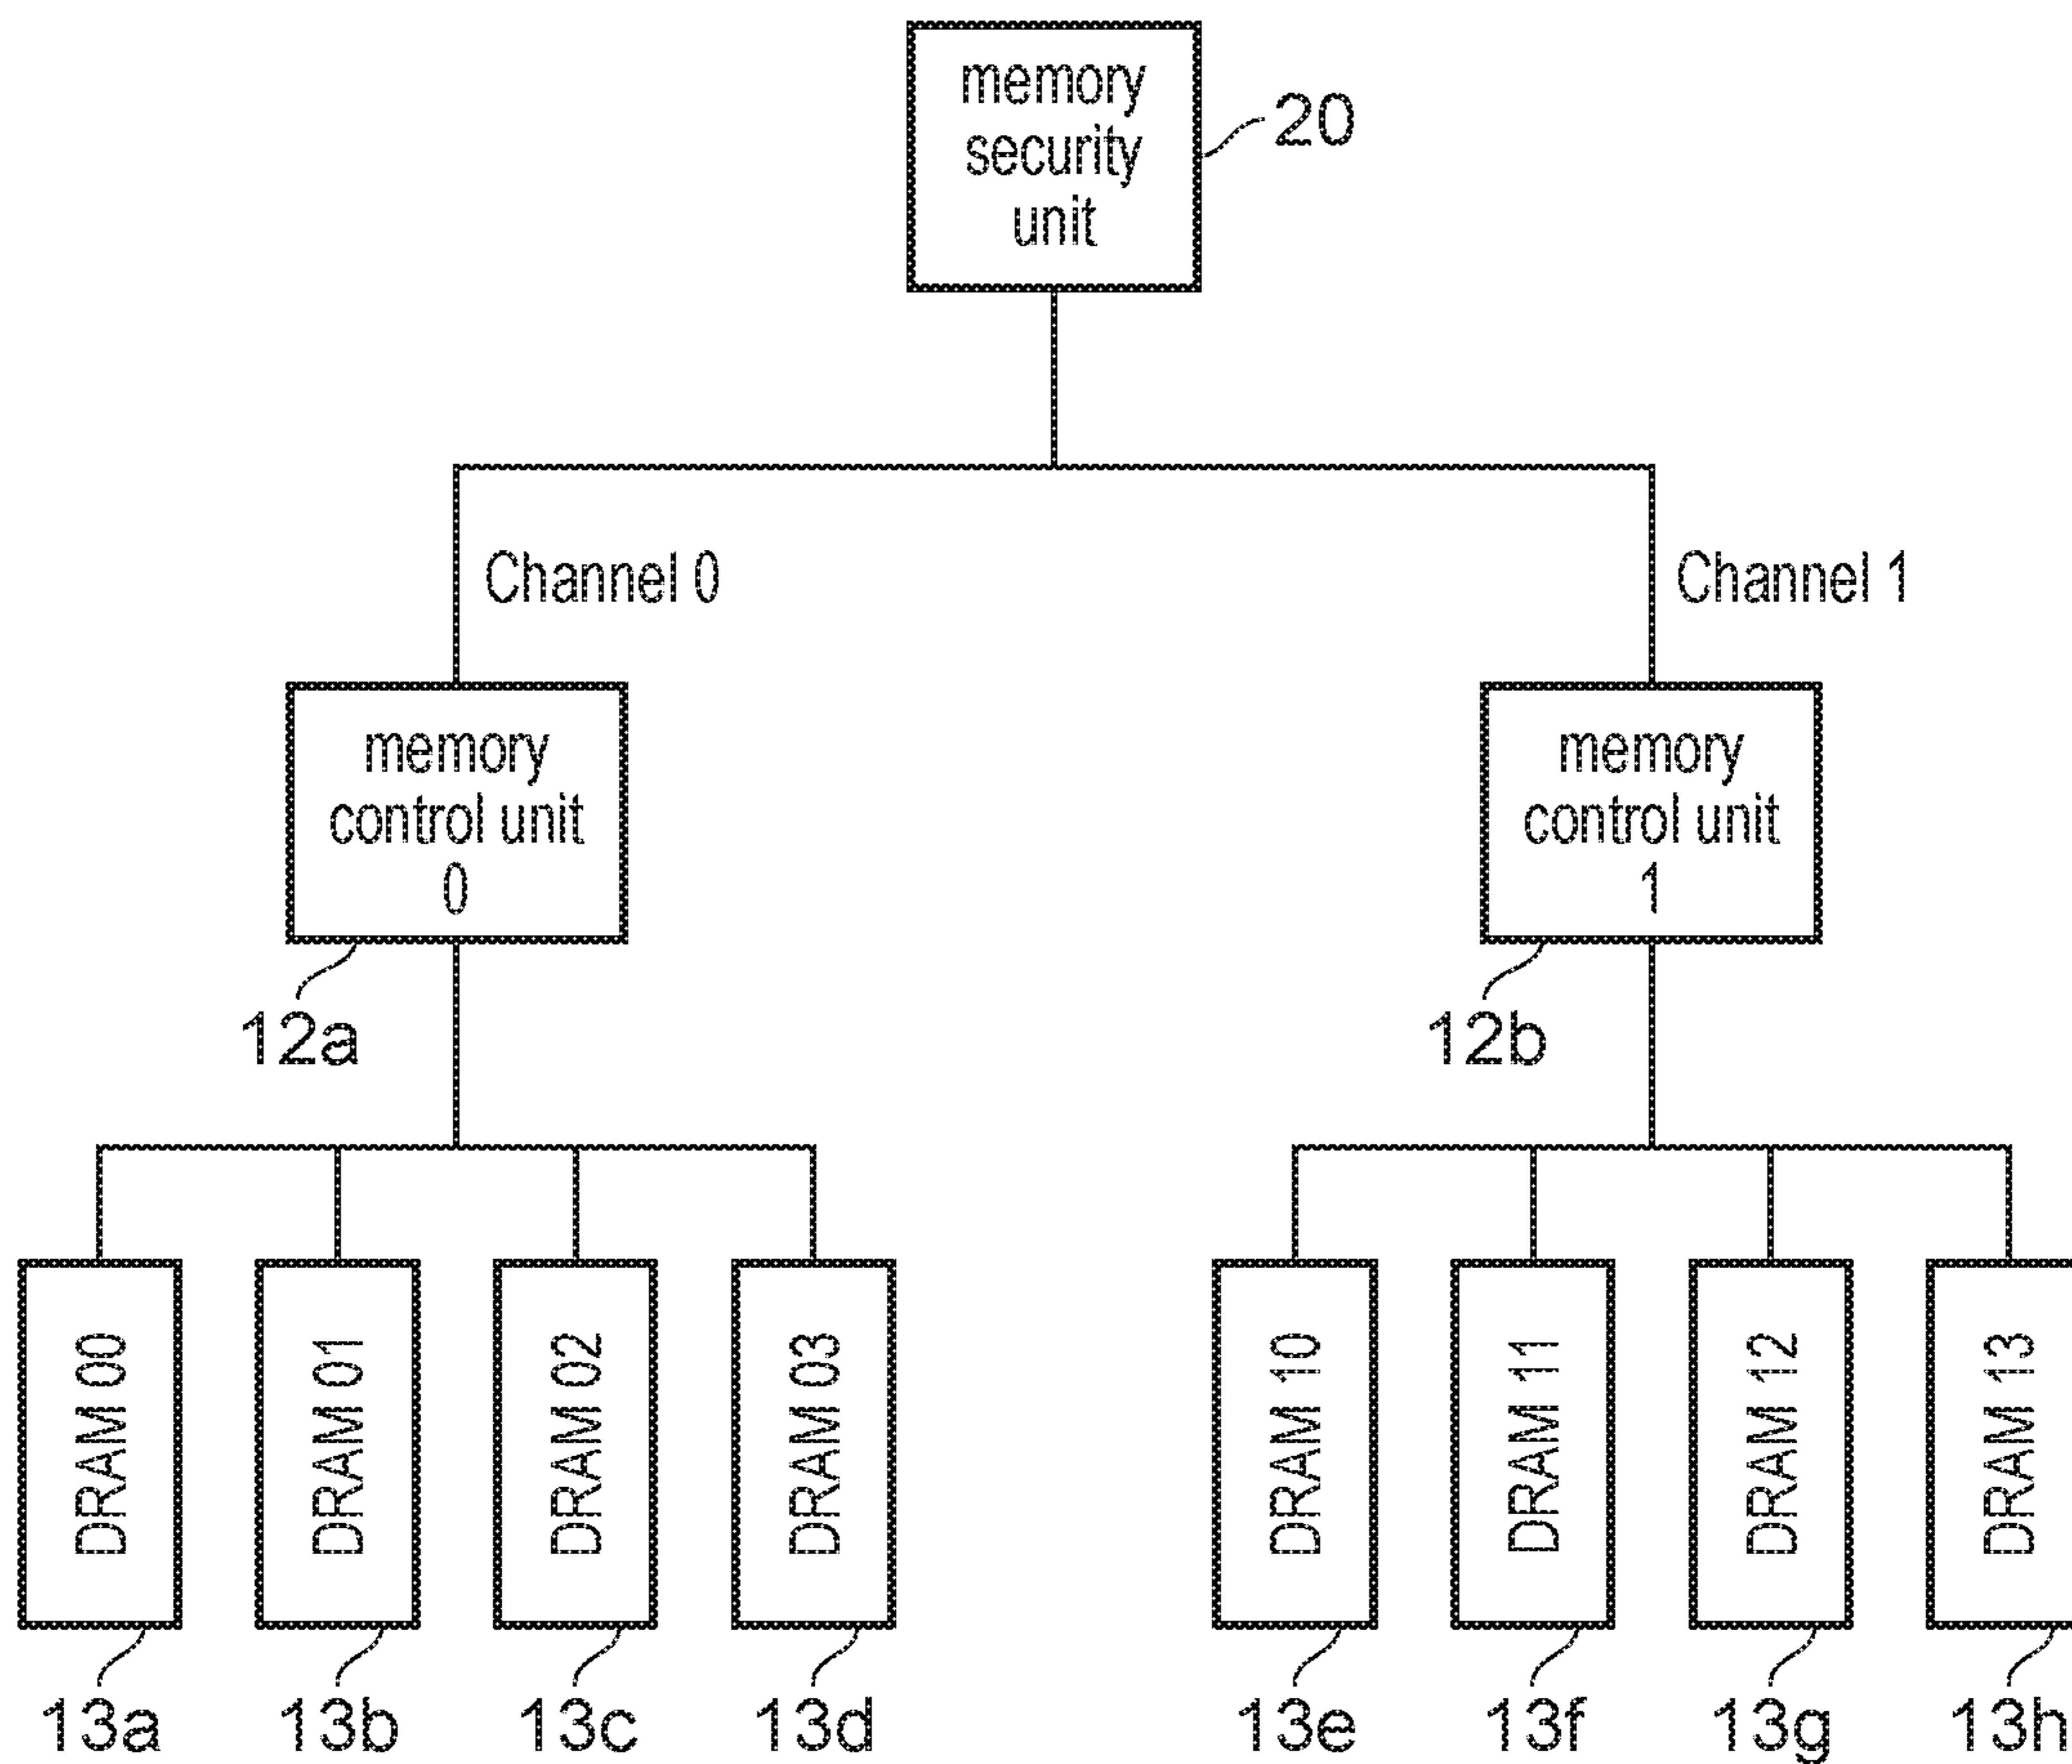 memory
security
unit
20
Channel 0
Channel 1
memory
control unit
0
memory
control unit
1
12a
12b
DRAM 00
DRAM 01
DRAM 02
DRAM 03
DRAM 10
DRAM 11
DRAM 12
DRAM 13
13a
13b
13c
13d
13e
13f
13g
13h